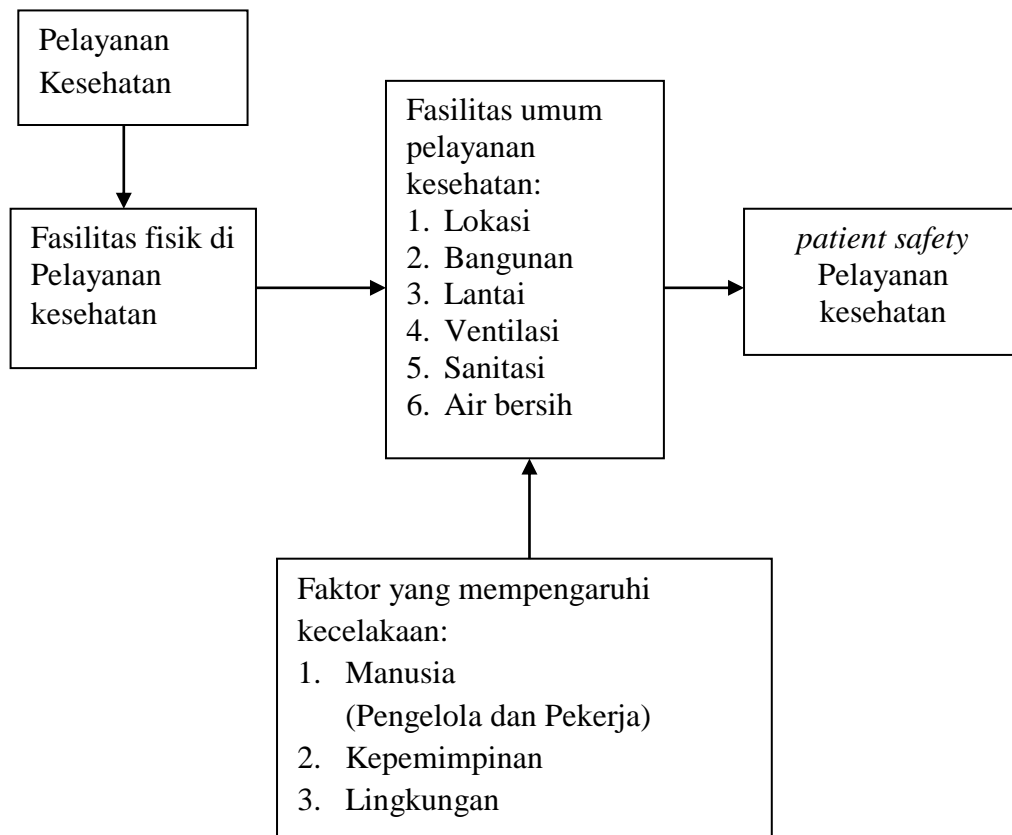 Pelayanan
Kesehatan
Fasilitas fisik di
Pelayanan
kesehatan
Fasilitas umum
pelayanan
kesehatan:
1. Lokasi
2. Bangunan
3. Lantai
4. Ventilasi
5. Sanitasi
6. Air bersih
patient safety
Pelayanan
kesehatan
Faktor yang mempengaruhi
kecelakaan:
1. Manusia
(Pengelola dan Pekerja)
2. Kepemimpinan
3. Lingkungan